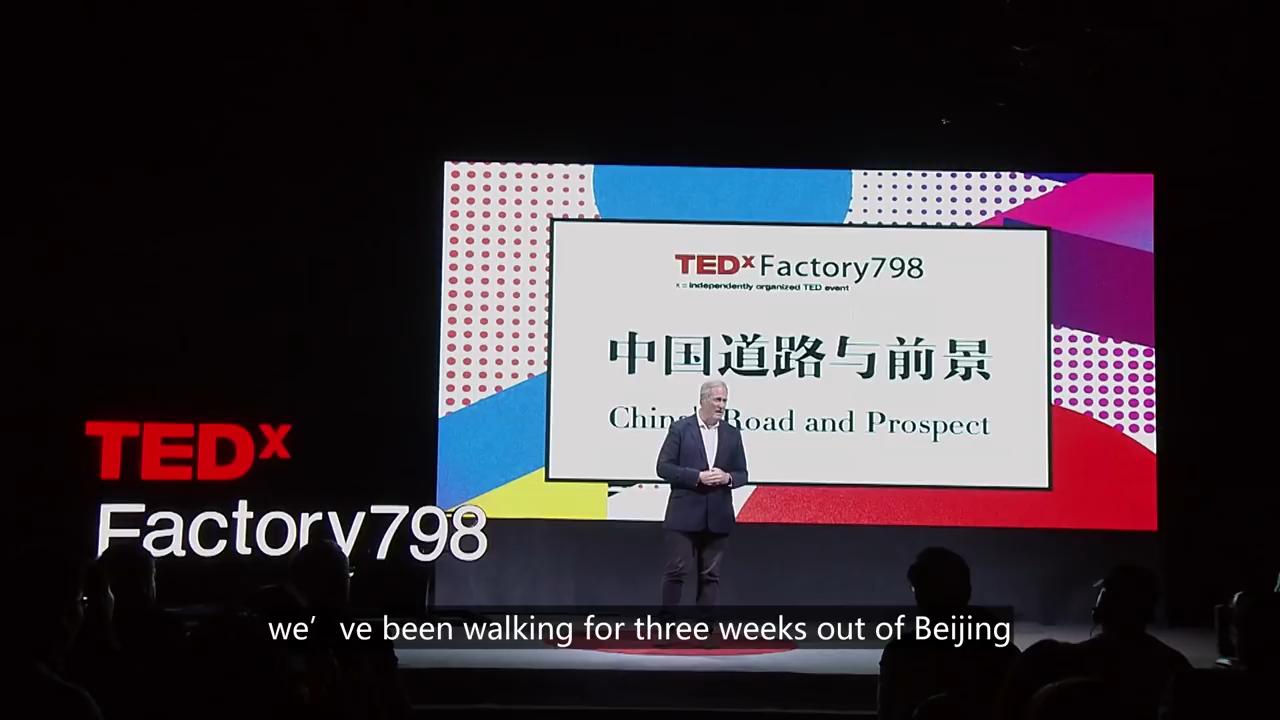 TEDx Factory798
x = independently organized TED event
中国道路与前景
Road and Prospect
TEDx
Factory798
we've been walking for three weeks out of Beijing